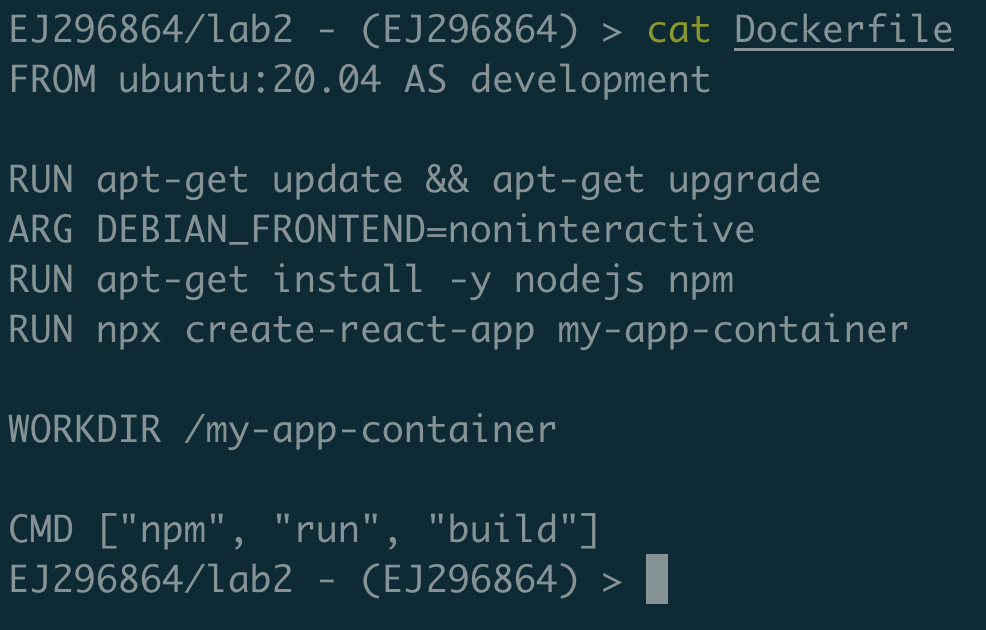 EJ296864/lab2 - (EJ296864) > cat Dockerfile
FROM ubuntu:20.04 AS development
RUN apt-get update && apt-get upgrade
ARG DEBIAN_FRONTEND=noninteractive
RUN apt-get install -y nodejs npm
RUN npx create-react-app my-app-container
WORKDIR /my-app-container
CMD ["npm", "run", "build"]
EJ296864/lab2 - (EJ296864) >